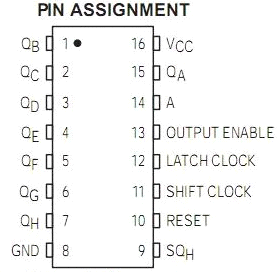 PIN ASSIGNMENT
QB 1 16 VCC
QC 2 15 QA
QD 3 14 A
QE 4 13 OUTPUT ENABLE
QF 5 12 LATCH CLOCK
QG 6 11 SHIFT CLOCK
QH 7 10 RESET
GND 8 9 SQH